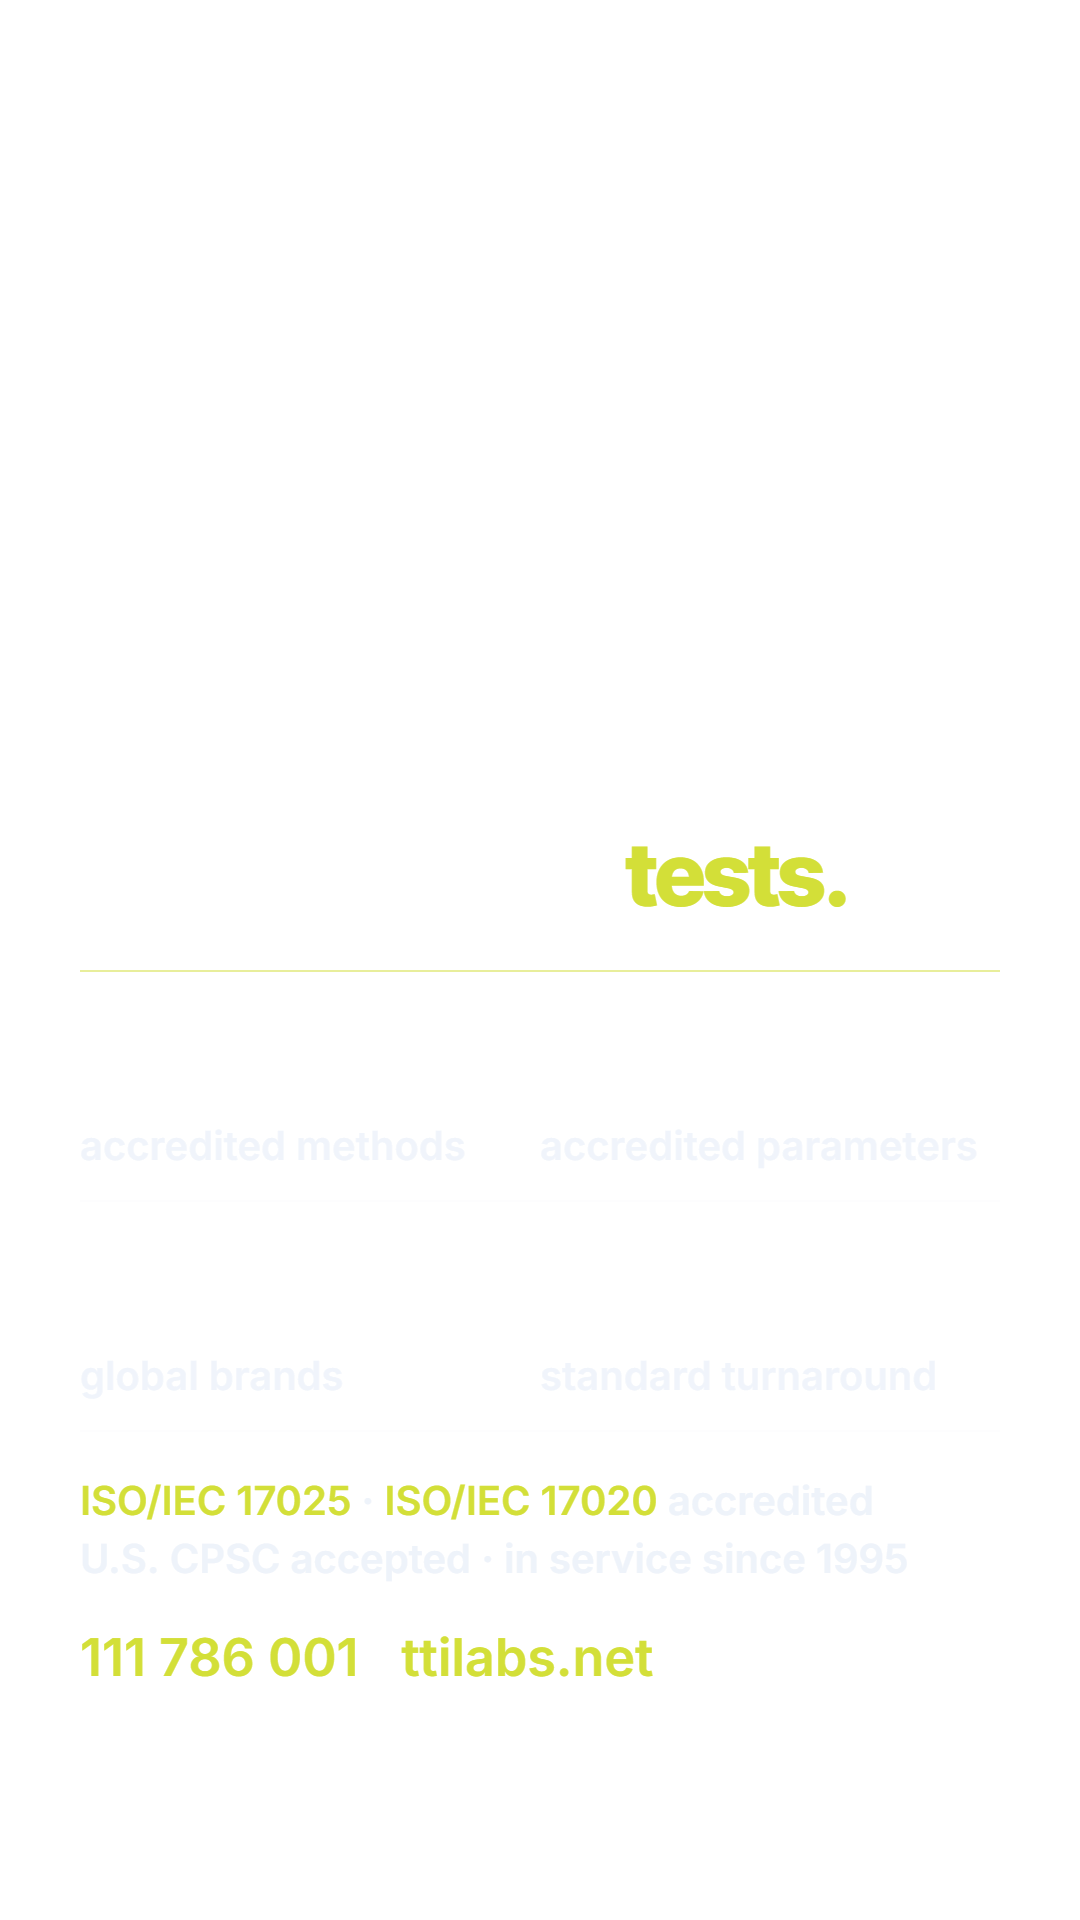 tests.
accredited methods accredited parameters
global brands standard turnaround
ISO/IEC 17025 · ISO/IEC 17020 accredited
U.S. CPSC accepted · in service since 1995
111 786 001 ttilabs.net